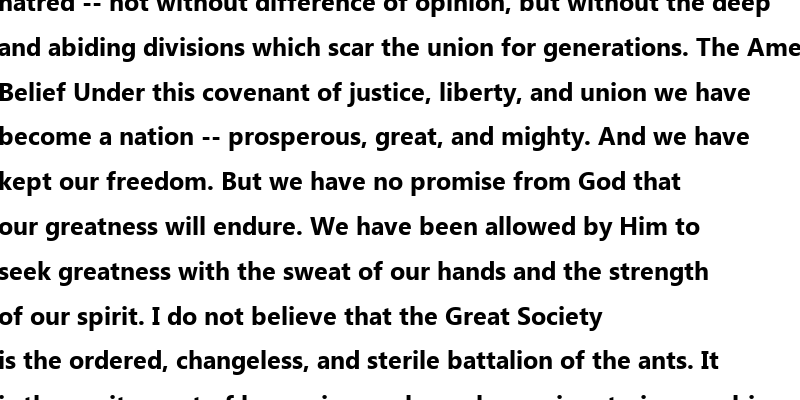 hatred -- not without difference of opinion, but without the deep
and abiding divisions which scar the union for generations. The Ame
Belief Under this covenant of justice, liberty, and union we have
become a nation -- prosperous, great, and mighty. And we have
kept our freedom. But we have no promise from God that
our greatness will endure. We have been allowed by Him to
seek greatness with the sweat of our hands and the strength
of our spirit. I do not believe that the Great Society
is the ordered, changeless, and sterile battalion of the ants. It